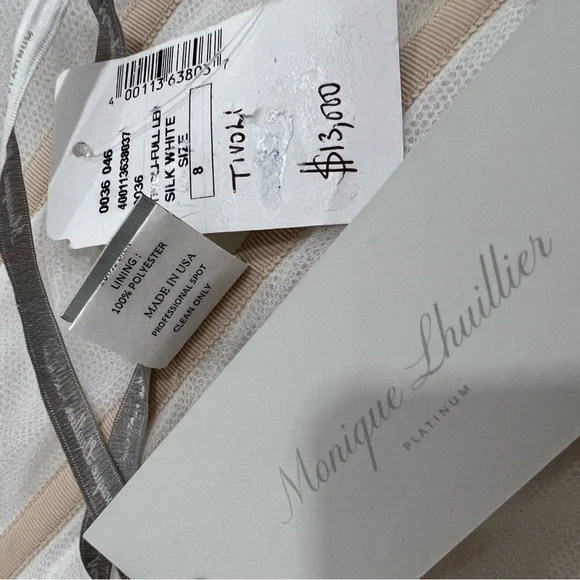 PLATINUM
4 00113 63803 7
0036 046
400113638037
SILK WHITE
SIZE
8
TIVOLI
$13,000
LINING :
100% POLYESTER
MADE IN USA
PROFESSIONAL SPOT
CLEAN ONLY
Monique Lhuillier
PLATINUM